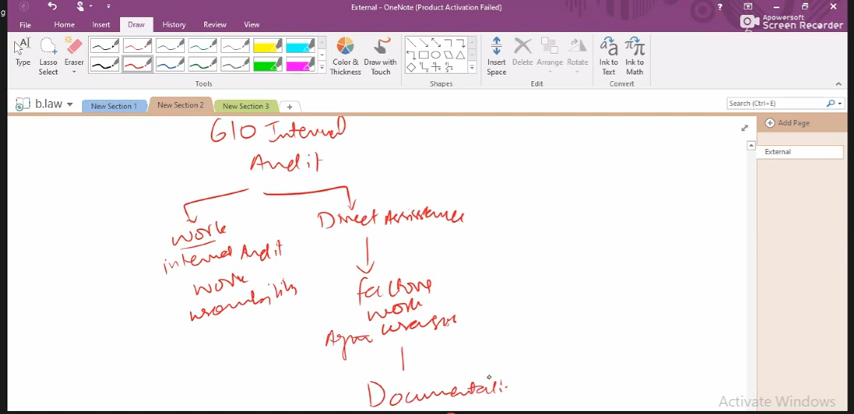 External - OneNote (Product Activation Failed)
Apowersoft
Screen Recorder
File Home Insert Draw History Review View
Type
Lasso Select
Eraser
Color & Thickness
Draw with Touch
Insert Space
Delete
Arrange
Rotate
Ink to Text
Ink to Math
Tools
Shapes
Edit
Convert
b.law New Section 1 New Section 2 New Section 3
Search (Ctrl+E)
Add Page
External
610 Internal
Audit
work
internal Audit
work
Direct Assistance
factors
work
Documentati
Activate Windows